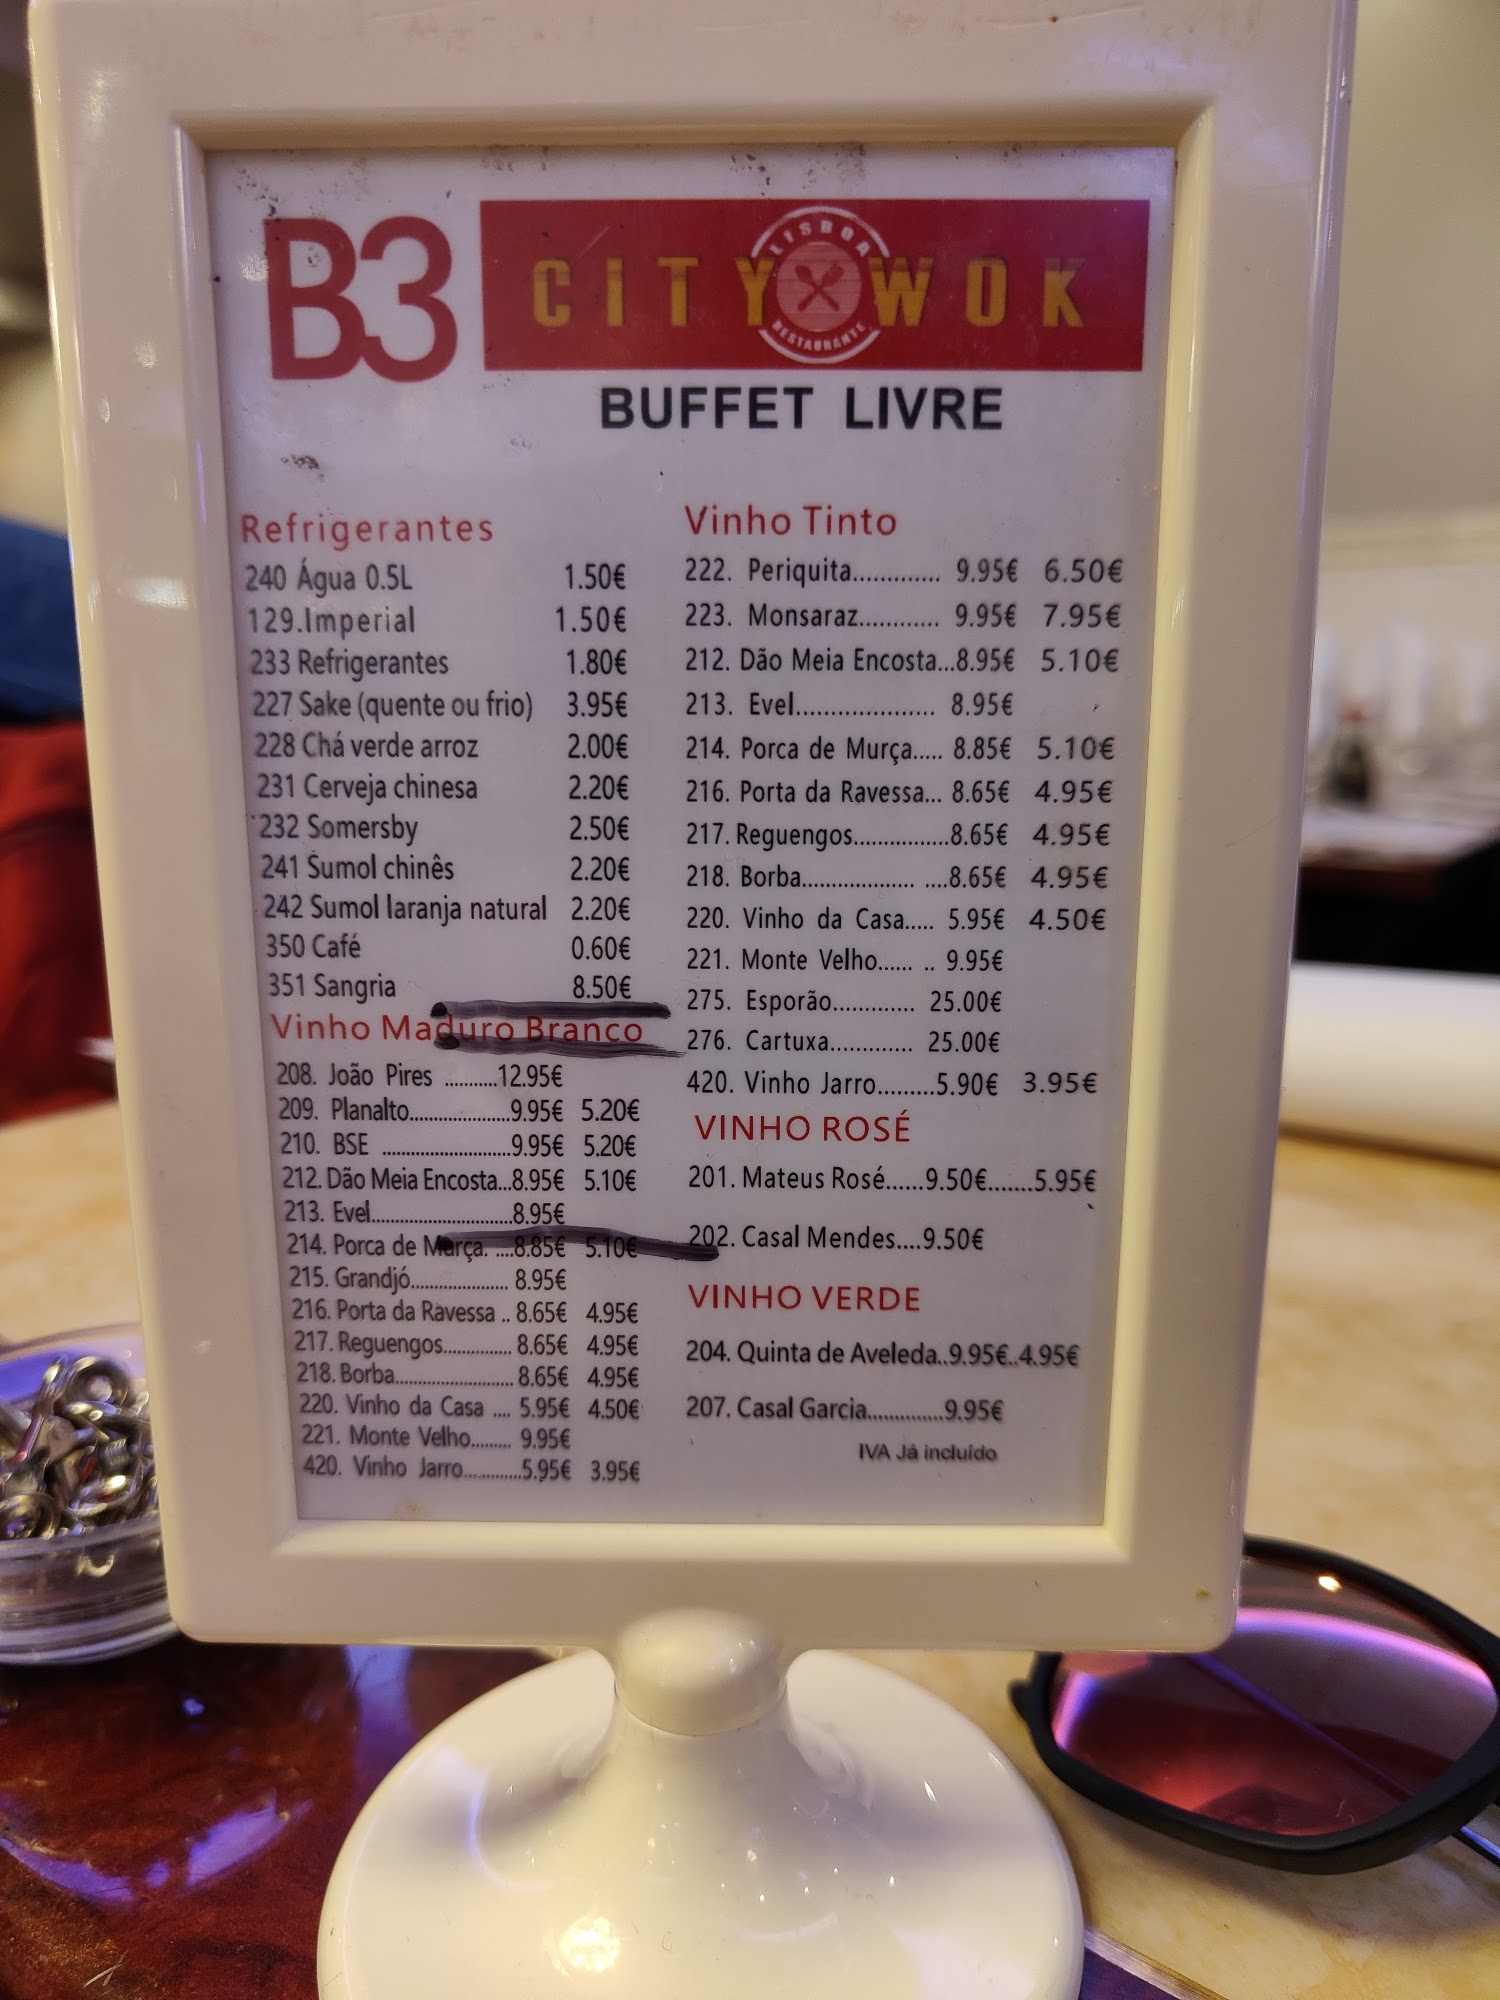 B3
CITY WOK
LISBOA
RESTAURANTE
BUFFET LIVRE
Refrigerantes
240 Água 0.5L 1.50€
129.Imperial 1.50€
233 Refrigerantes 1.80€
227 Sake (quente ou frio) 3.95€
228 Chá verde arroz 2.00€
231 Cerveja chinesa 2.20€
232 Somersby 2.50€
241 Sumol chinês 2.20€
242 Sumol laranja natural 2.20€
350 Café 0.60€
351 Sangria 8.50€
Vinho Maduro Branco
208. João Pires ...........12.95€
209. Planalto......................9.95€ 5.20€
210. BSE ............................9.95€ 5.20€
212. Dão Meia Encosta...8.95€ 5.10€
213. Evel..............................8.95€
214. Porca de Murça. ....8.85€ 5.10€
215. Grandjó..................... 8.95€
216. Porta da Ravessa .. 8.65€ 4.95€
217. Reguengos............... 8.65€ 4.95€
218. Borba......................... 8.65€ 4.95€
220. Vinho da Casa .... 5.95€ 4.50€
221. Monte Velho......... 9.95€
420. Vinho Jarro.............5.95€ 3.95€
Vinho Tinto
222. Periquita............. 9.95€ 6.50€
223. Monsaraz............ 9.95€ 7.95€
212. Dão Meia Encosta...8.95€ 5.10€
213. Evel..................... 8.95€
214. Porca de Murça..... 8.85€ 5.10€
216. Porta da Ravessa... 8.65€ 4.95€
217. Reguengos.................8.65€ 4.95€
218. Borba.................... ....8.65€ 4.95€
220. Vinho da Casa..... 5.95€ 4.50€
221. Monte Velho...... .. 9.95€
275. Esporão............. 25.00€
276. Cartuxa............. 25.00€
420. Vinho Jarro.........5.90€ 3.95€
VINHO ROSÉ
201. Mateus Rosé......9.50€.......5.95€
202. Casal Mendes....9.50€
VINHO VERDE
204. Quinta de Aveleda..9.95€..4.95€
207. Casal Garcia..............9.95€
IVA Já incluído